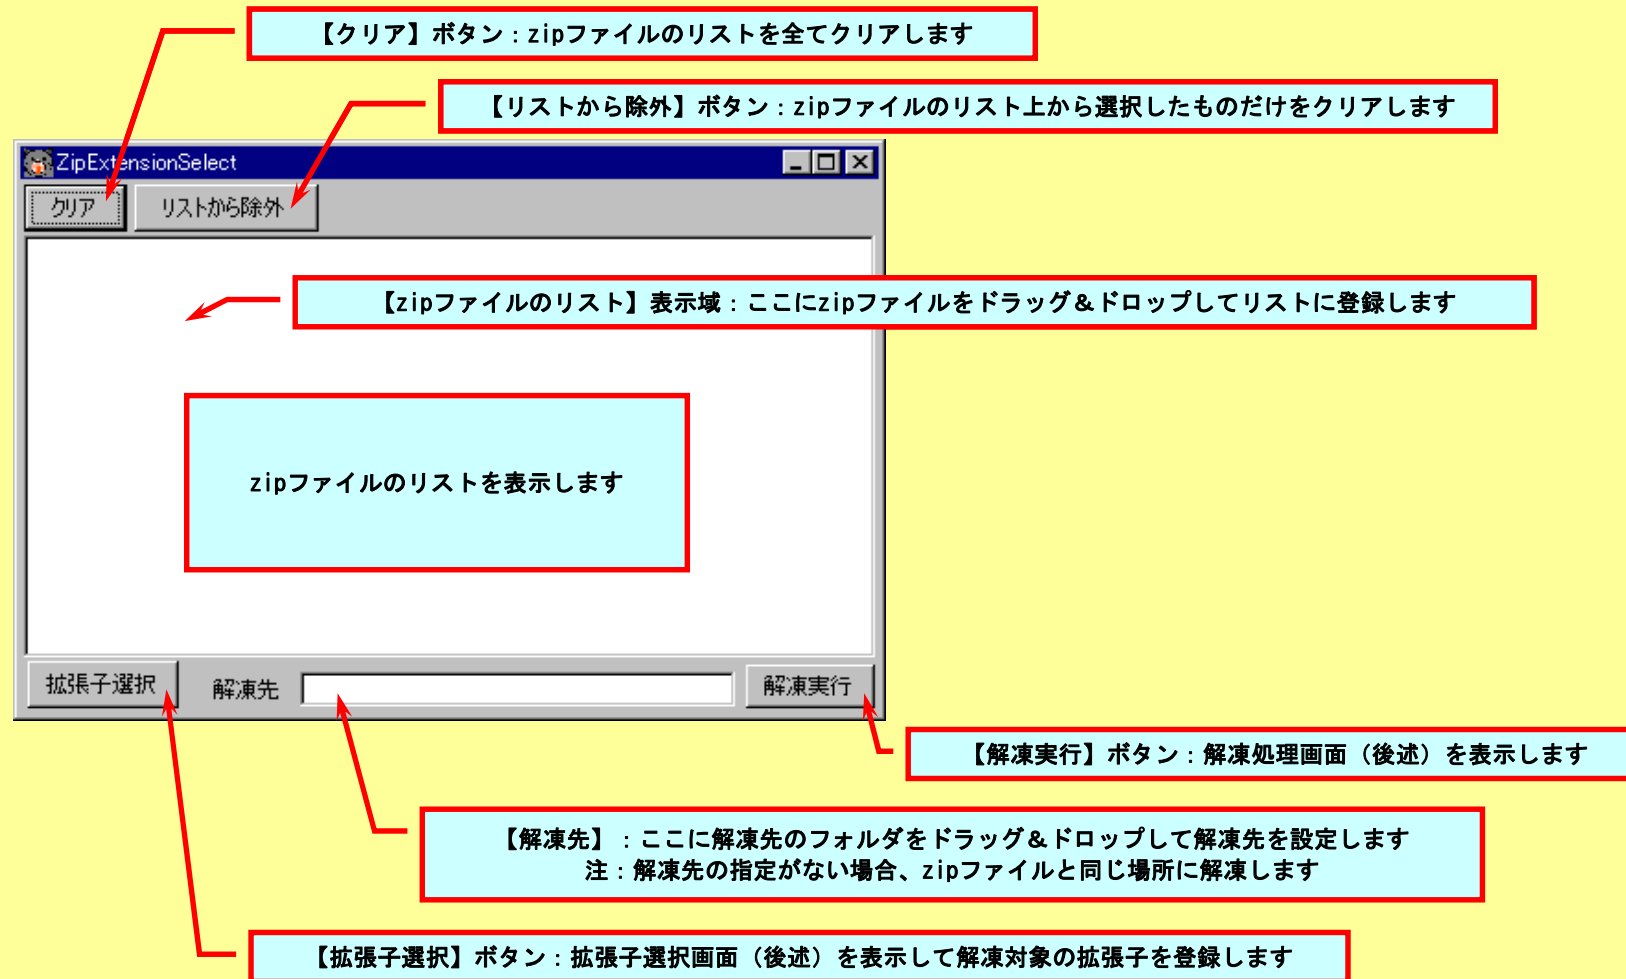 【クリア】ボタン：zipファイルのリストを全てクリアします
【リストから除外】ボタン：zipファイルのリスト上から選択したものだけをクリアします
ZipExtensionSelect
クリア
リストから除外
【zipファイルのリスト】表示域：ここにzipファイルをドラッグ＆ドロップしてリストに登録します
zipファイルのリストを表示します
拡張子選択
解凍先
解凍実行
【解凍実行】ボタン：解凍処理画面（後述）を表示します
【解凍先】：ここに解凍先のフォルダをドラッグ＆ドロップして解凍先を設定します
注：解凍先の指定がない場合、zipファイルと同じ場所に解凍します
【拡張子選択】ボタン：拡張子選択画面（後述）を表示して解凍対象の拡張子を登録します